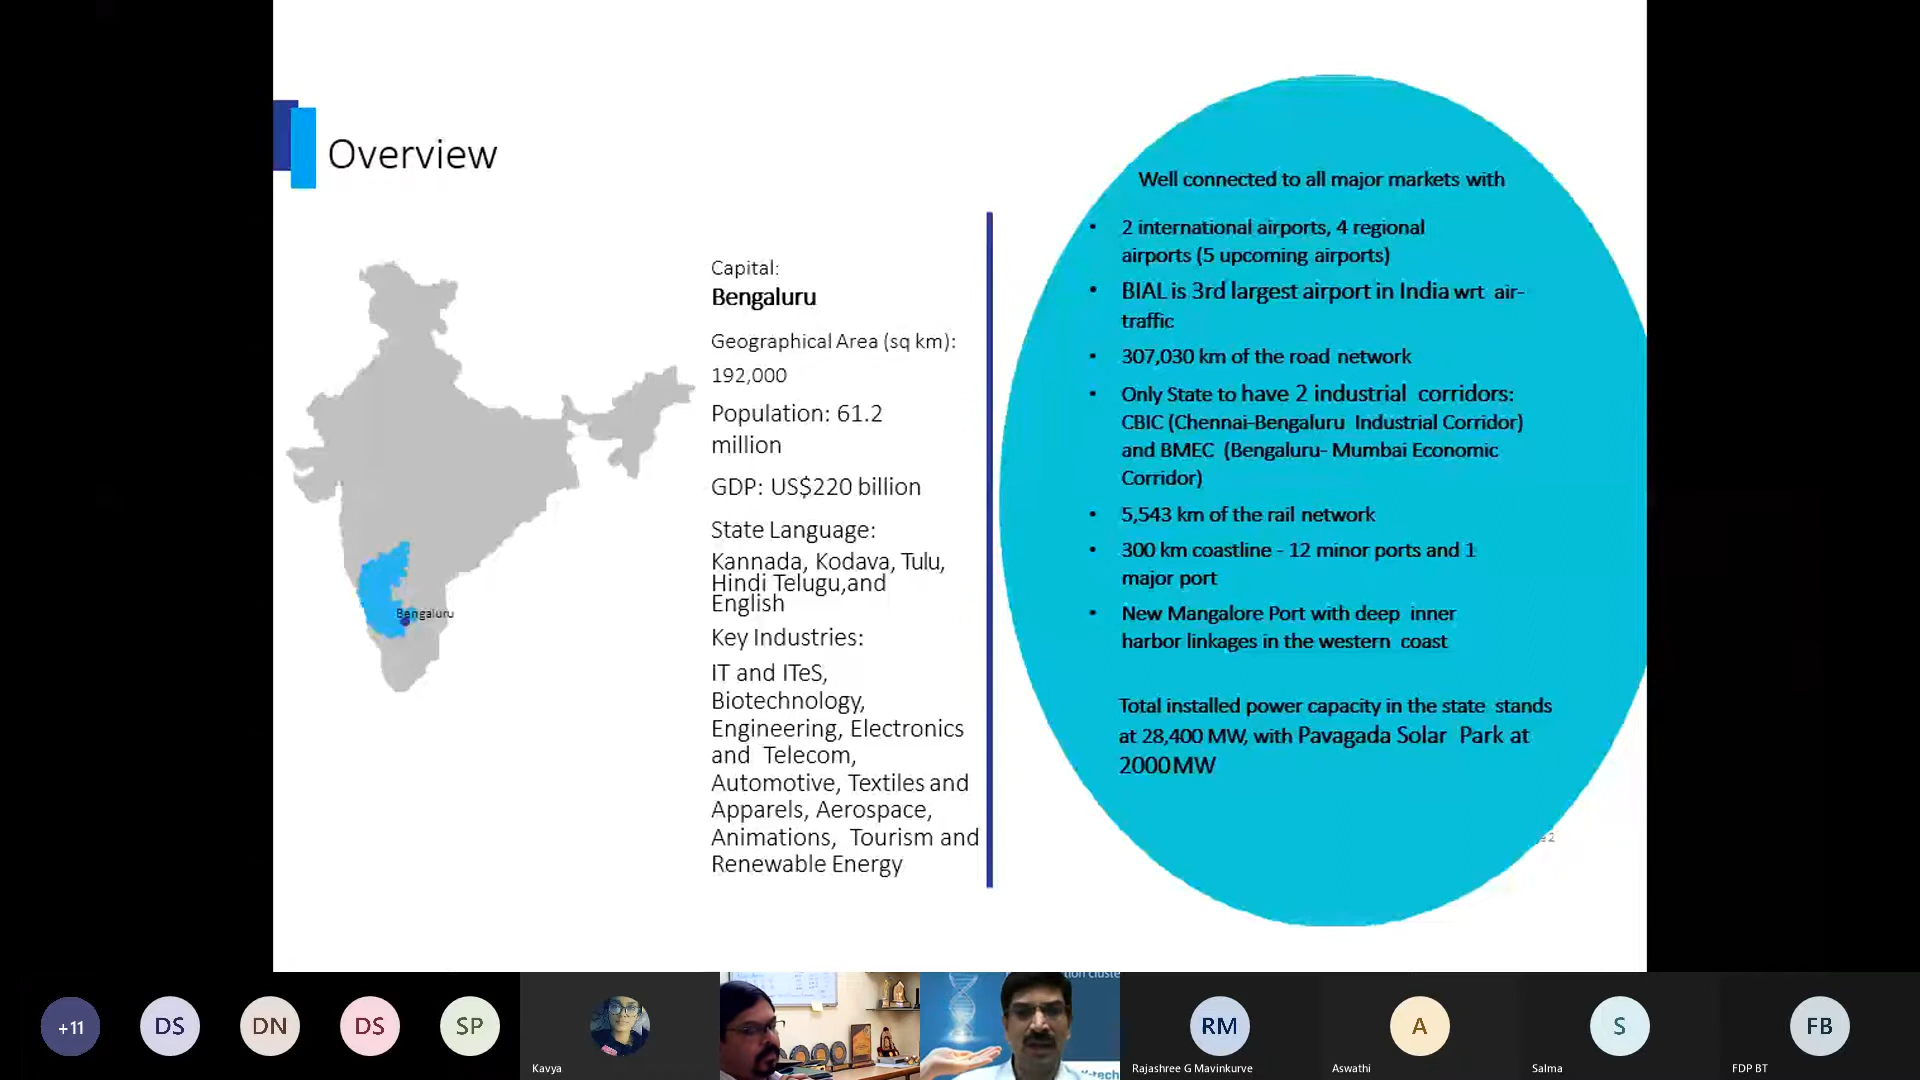 Overview
Bengaluru
Capital:
Bengaluru
Geographical Area (sq km):
192,000
Population: 61.2
million
GDP: US$220 billion
State Language:
Kannada, Kodava, Tulu,
Hindi Telugu,and
English
Key Industries:
IT and ITeS,
Biotechnology,
Engineering, Electronics
and Telecom,
Automotive, Textiles and
Apparels, Aerospace,
Animations, Tourism and
Renewable Energy
Well connected to all major markets with
• 2 international airports, 4 regional
airports (5 upcoming airports)
• BIAL is 3rd largest airport in India wrt air-
traffic
• 307,030 km of the road network
• Only State to have 2 industrial corridors:
CBIC (Chennai-Bengaluru Industrial Corridor)
and BMEC (Bengaluru- Mumbai Economic
Corridor)
• 5,543 km of the rail network
• 300 km coastline - 12 minor ports and 1
major port
• New Mangalore Port with deep inner
harbor linkages in the western coast
Total installed power capacity in the state stands
at 28,400 MW, with Pavagada Solar Park at
2000MW
+11
DS
DN
DS
SP
Kavya
K-tech
RM
Rajashree G Mavinkurve
A
Aswathi
S
Salma
FB
FDP BT